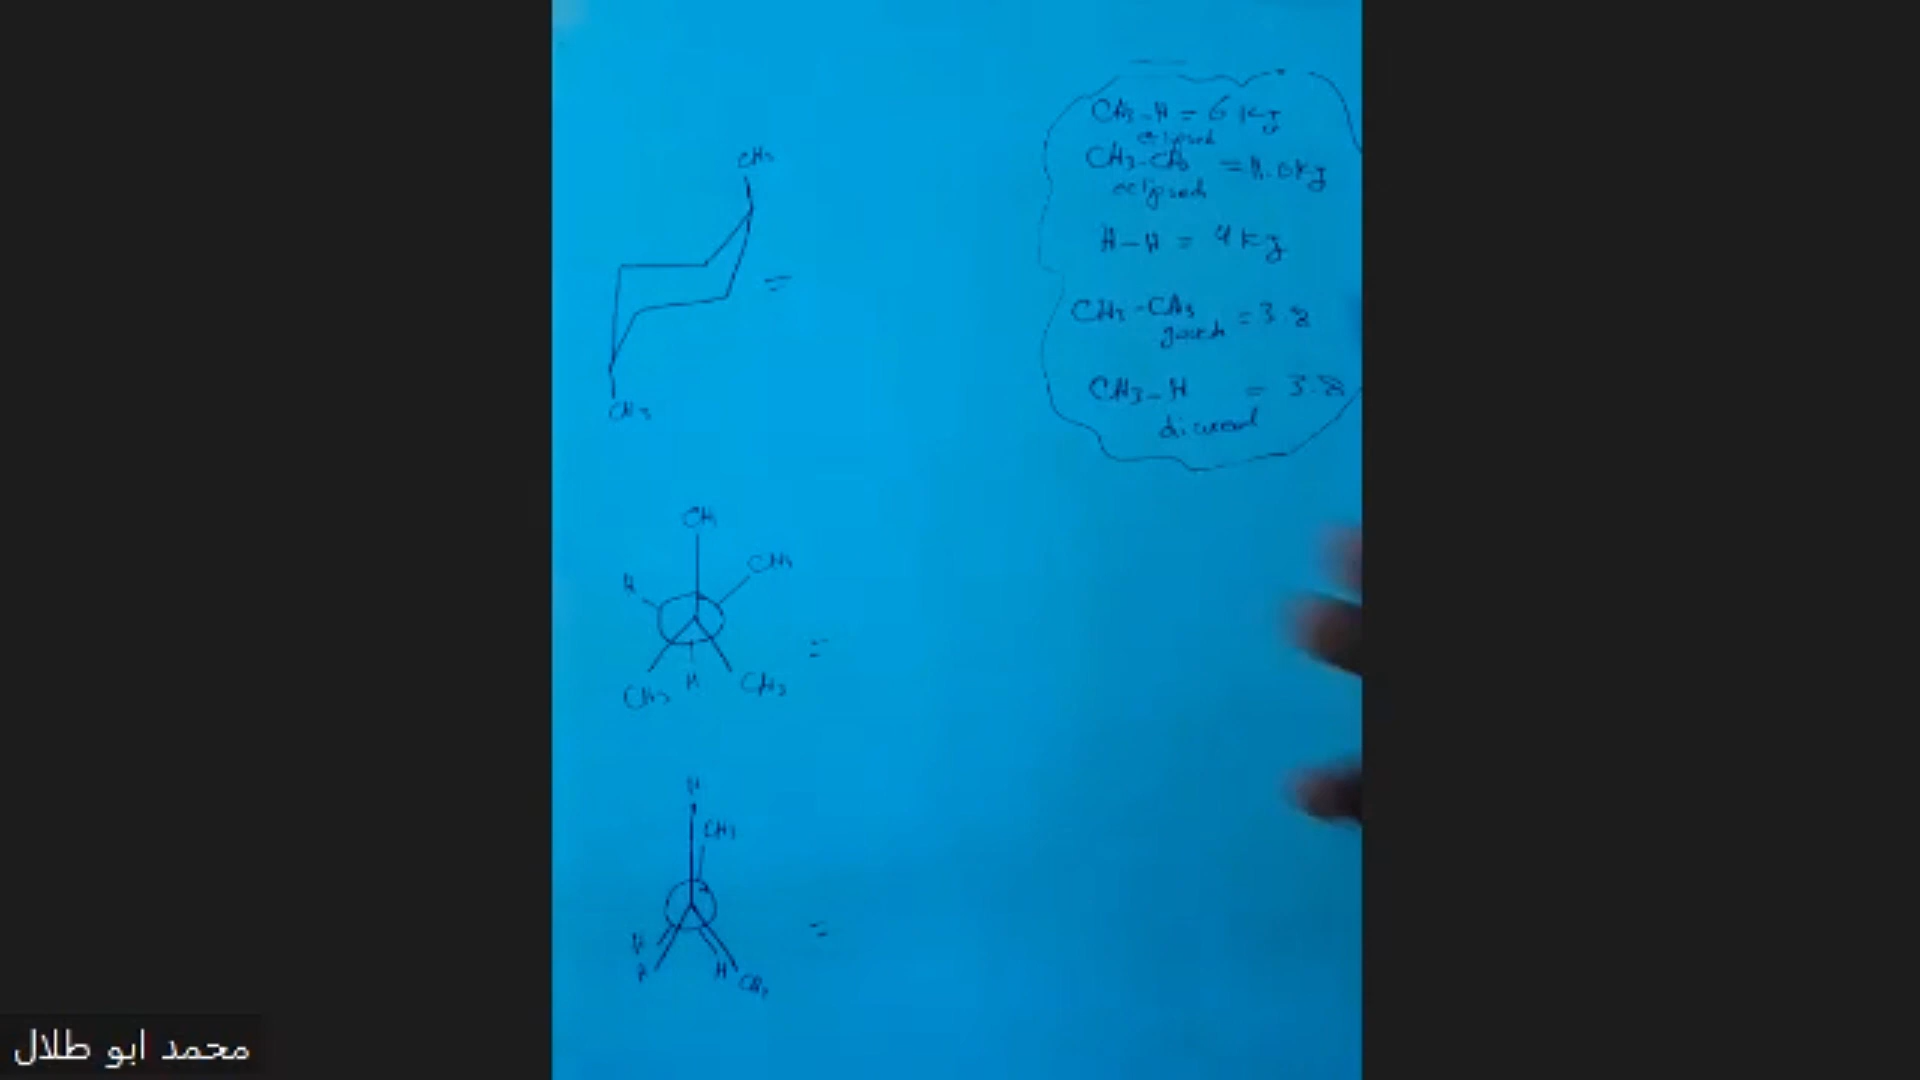 CH3-H = 6 KJ
eclipsed
CH3-CH3 = 11.0 KJ
eclipsed
H-H = 4 KJ
CH3-CH3 = 3.8
gauch
CH3-H = 3.8
CH3
=
CH3
CH3
H
=
CH3 H CH3
H
CH3
=
H
H
H CH3
محمد ابو طلال